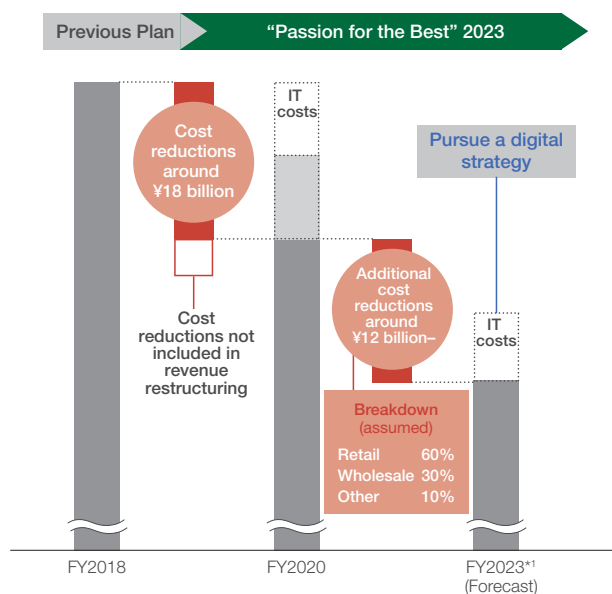 Previous Plan
“Passion for the Best” 2023
Cost
reductions
around
¥18 billion
IT
costs
Pursue a digital
strategy
Cost
reductions not
included in
revenue
restructuring
Additional
cost
reductions
around
¥12 billion–
IT
costs
Breakdown
(assumed)
Retail 60%
Wholesale 30%
Other 10%
FY2018
FY2020
FY2023*1
(Forecast)